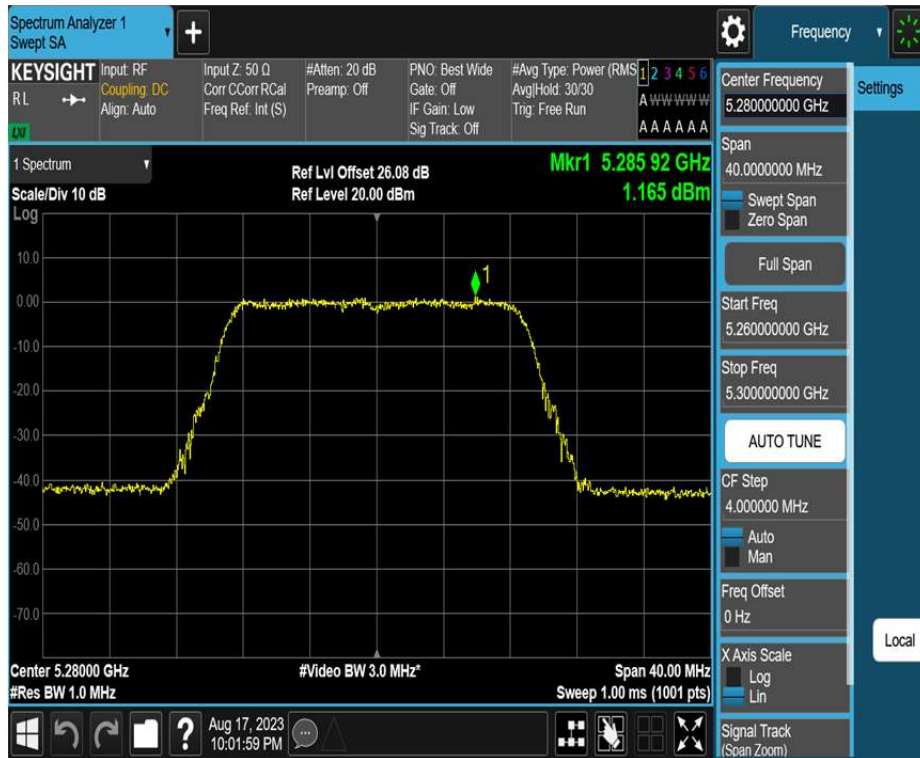 Spectrum Analyzer 1
Swept SA
Frequency
KEYSIGHT
R L
LXI
Input: RF
Coupling: DC
Align: Auto
Input Z: 50 Ω
Corr CCorr RCal
Freq Ref: Int (S)
#Atten: 20 dB
Preamp: Off
PNO: Best Wide
Gate: Off
IF Gain: Low
Sig Track: Off
#Avg Type: Power (RMS
Avg|Hold: 30/30
Trig: Free Run
1 2 3 4 5 6
A W W W W W
A A A A A A
1 Spectrum
Scale/Div 10 dB
Log
Ref Lvl Offset 26.08 dB
Ref Level 20.00 dBm
Mkr1 5.285 92 GHz
1.165 dBm
10.0
0.00
-10.0
-20.0
-30.0
-40.0
-50.0
-60.0
-70.0
1
Center 5.28000 GHz
#Res BW 1.0 MHz
#Video BW 3.0 MHz*
Span 40.00 MHz
Sweep 1.00 ms (1001 pts)
?
Aug 17, 2023
10:01:59 PM
Center Frequency
5.280000000 GHz
Span
40.0000000 MHz
Swept Span
Zero Span
Full Span
Start Freq
5.260000000 GHz
Stop Freq
5.300000000 GHz
AUTO TUNE
CF Step
4.000000 MHz
Auto
Man
Freq Offset
0 Hz
X Axis Scale
Log
Lin
Signal Track
(Span Zoom)
Settings
Local